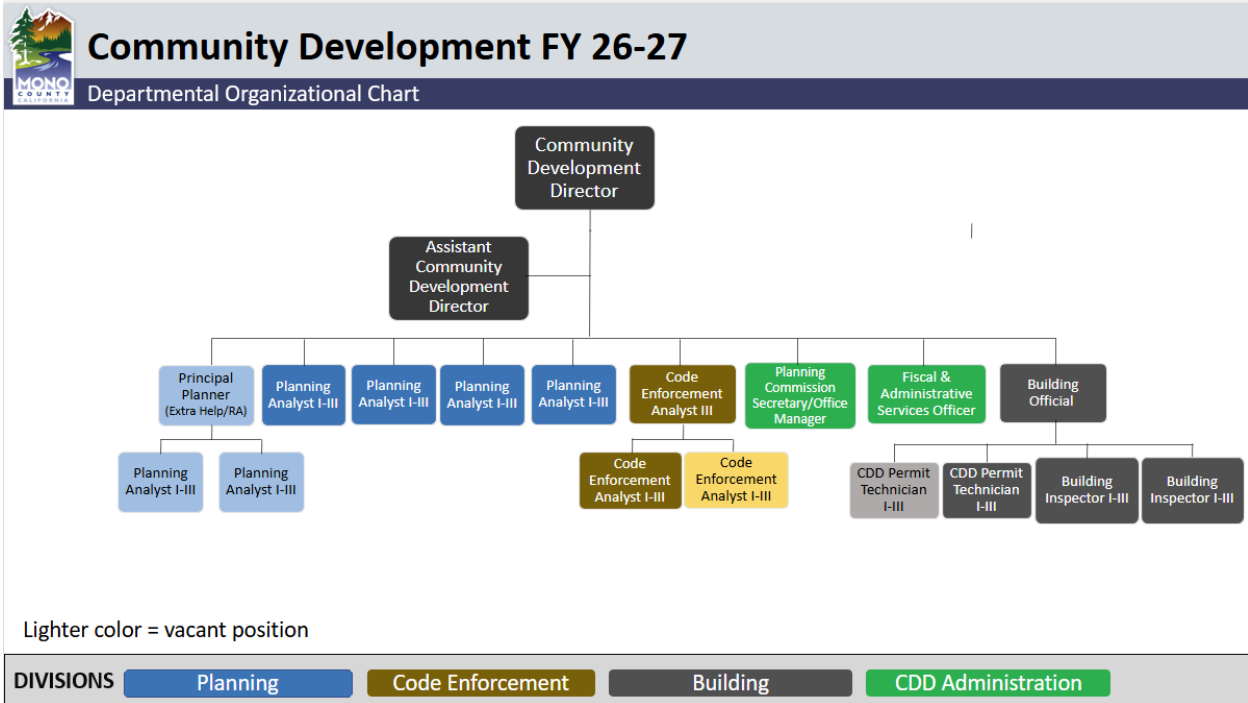 Community Development FY 26-27
MONO
COUNTY
CALIFORNIA
Departmental Organizational Chart
Community
Development
Director
Assistant
Community
Development
Director
Principal
Planner
(Extra Help/RA)
Planning
Analyst I-III
Planning
Analyst I-III
Planning
Analyst I-III
Planning
Analyst I-III
Code
Enforcement
Analyst III
Planning
Commission
Secretary/Office
Manager
Fiscal &
Administrative
Services Officer
Building
Official
Planning
Analyst I-III
Planning
Analyst I-III
Code
Enforcement
Analyst I-III
Code
Enforcement
Analyst I-III
CDD Permit
Technician
I-III
CDD Permit
Technician
I-III
Building
Inspector I-III
Building
Inspector I-III
Lighter color = vacant position
DIVISIONS
Planning
Code Enforcement
Building
CDD Administration